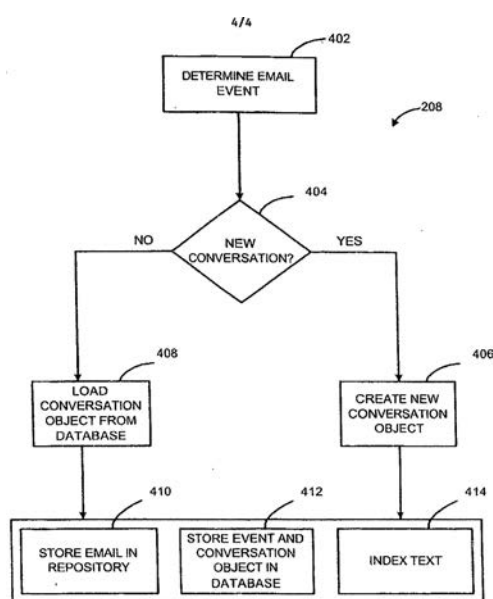 4/4
402
DETERMINE EMAIL
EVENT
208
404
NO
NEW
CONVERSATION?
YES
408
LOAD
CONVERSATION
OBJECT FROM
DATABASE
406
CREATE NEW
CONVERSATION
OBJECT
410
STORE EMAIL IN
REPOSITORY
412
STORE EVENT AND
CONVERSATION
OBJECT IN
DATABASE
414
INDEX TEXT